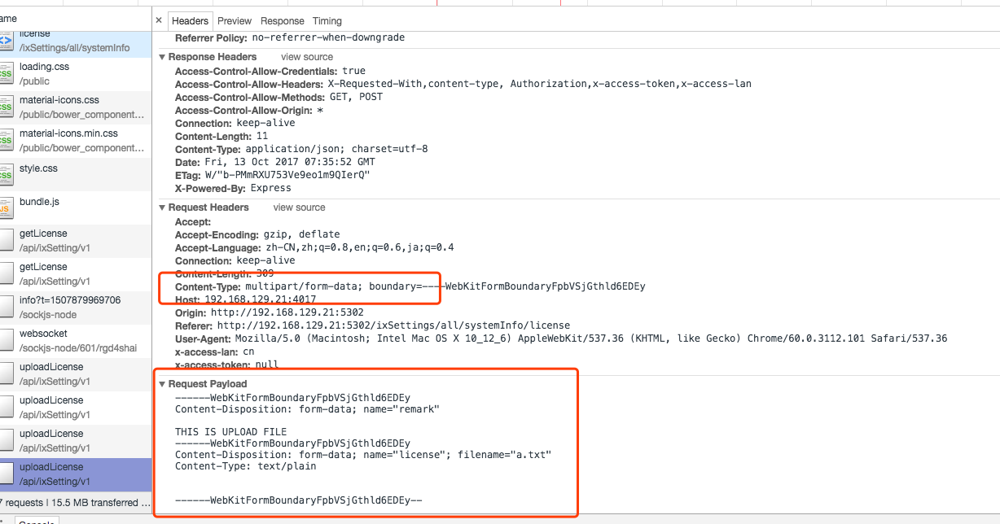 ame
× Headers Preview Response Timing
license
/ixSettings/all/systemInfo
loading.css
/public
material-icons.css
/public/bower_component...
material-icons.min.css
/public/bower_component...
style.css
bundle.js
getLicense
/api/ixSetting/v1
getLicense
/api/ixSetting/v1
info?t=1507879969706
/sockjs-node
websocket
/sockjs-node/601/rgd4shai
uploadLicense
/api/ixSetting/v1
uploadLicense
/api/ixSetting/v1
uploadLicense
/api/ixSetting/v1
uploadLicense
/api/ixSetting/v1
7 requests | 15.5 MB transferred ...
Referrer Policy: no-referrer-when-downgrade
▼ Response Headers view source
Access-Control-Allow-Credentials: true
Access-Control-Allow-Headers: X-Requested-With,content-type, Authorization,x-access-token,x-access-lan
Access-Control-Allow-Methods: GET, POST
Access-Control-Allow-Origin: *
Connection: keep-alive
Content-Length: 11
Content-Type: application/json; charset=utf-8
Date: Fri, 13 Oct 2017 07:35:52 GMT
ETag: W/"b-PMmRXU753Ve9eo1m9QIerQ"
X-Powered-By: Express
▼ Request Headers view source
Accept:
Accept-Encoding: gzip, deflate
Accept-Language: zh-CN,zh;q=0.8,en;q=0.6,ja;q=0.4
Connection: keep-alive
Content-Length: 309
Content-Type: multipart/form-data; boundary=----WebKitFormBoundaryFpbVSjGthld6EDEy
Host: 192.168.129.21:4017
Origin: http://192.168.129.21:5302
Referer: http://192.168.129.21:5302/ixSettings/all/systemInfo/license
User-Agent: Mozilla/5.0 (Macintosh; Intel Mac OS X 10_12_6) AppleWebKit/537.36 (KHTML, like Gecko) Chrome/60.0.3112.101 Safari/537.36
x-access-lan: cn
x-access-token: null
▼ Request Payload
------WebKitFormBoundaryFpbVSjGthld6EDEy
Content-Disposition: form-data; name="remark"
THIS IS UPLOAD FILE
------WebKitFormBoundaryFpbVSjGthld6EDEy
Content-Disposition: form-data; name="license"; filename="a.txt"
Content-Type: text/plain
------WebKitFormBoundaryFpbVSjGthld6EDEy--
Console